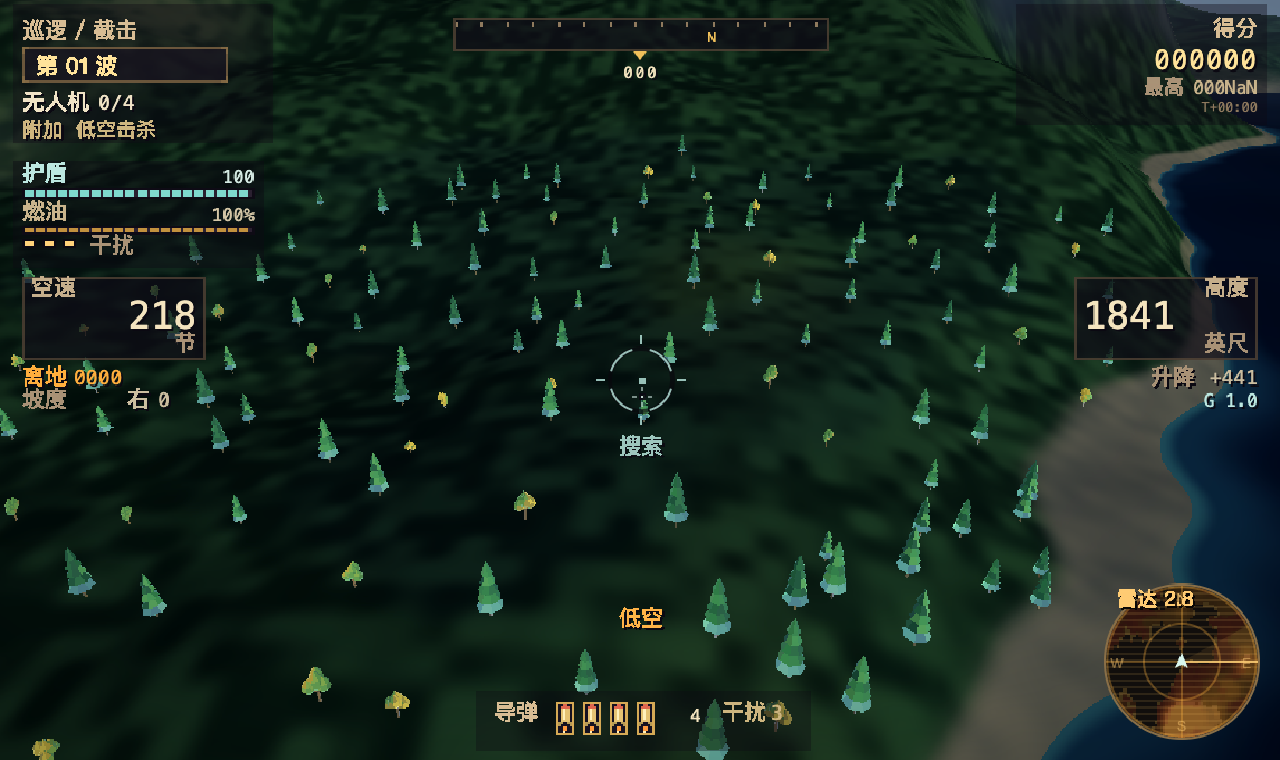 巡逻 / 截击
第 01 波
无人机 0/4
附加 低空击杀
护盾 100
燃油 100%
干扰
空速
218
节
离地 0000
坡度 右 0
N
000
得分
000000
最高 000NaN
T+00:00
高度
1841
英尺
升降 +441
G 1.0
搜索
低空
导弹 4 干扰 3
雷达 2.8
W E
S